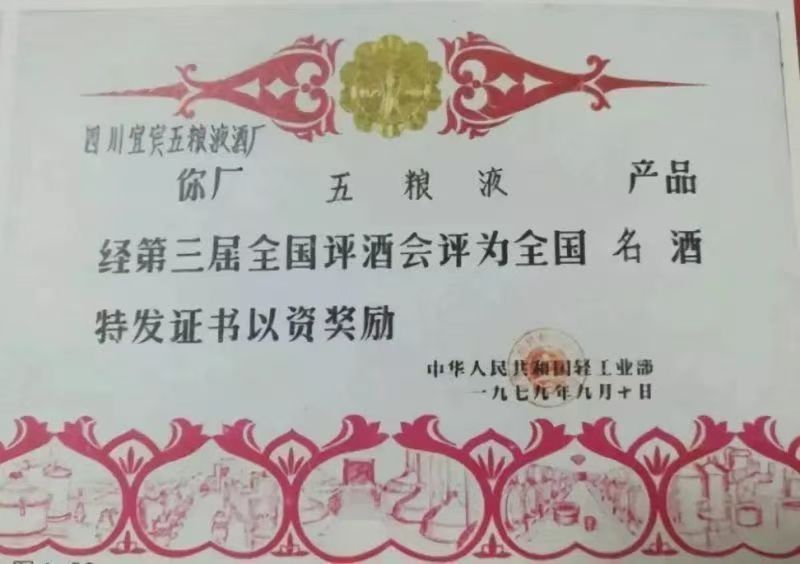 四川宜宾五粮液酒厂
你厂 五粮液 产品
经第三届全国评酒会评为全国名酒
特发证书以资奖励
中华人民共和国轻工业部
一九七九年九月十日